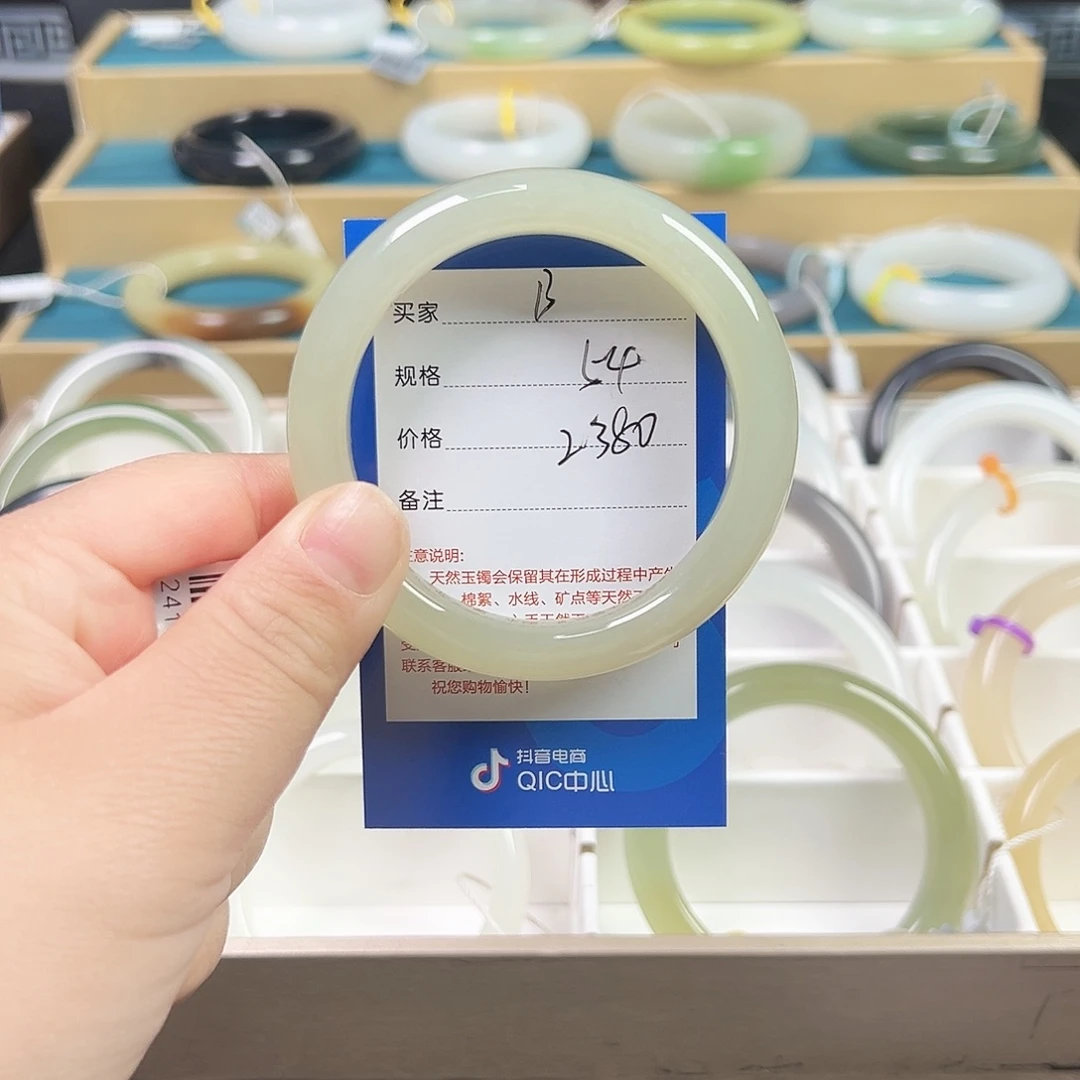 买家 B
规格 54
价格 2380
备注
意说明:
天然玉镯会保留其在形成过程中产
棉絮、水线、矿点等天然
联系客服
祝您购物愉快!
抖音电商
QIC中心
241